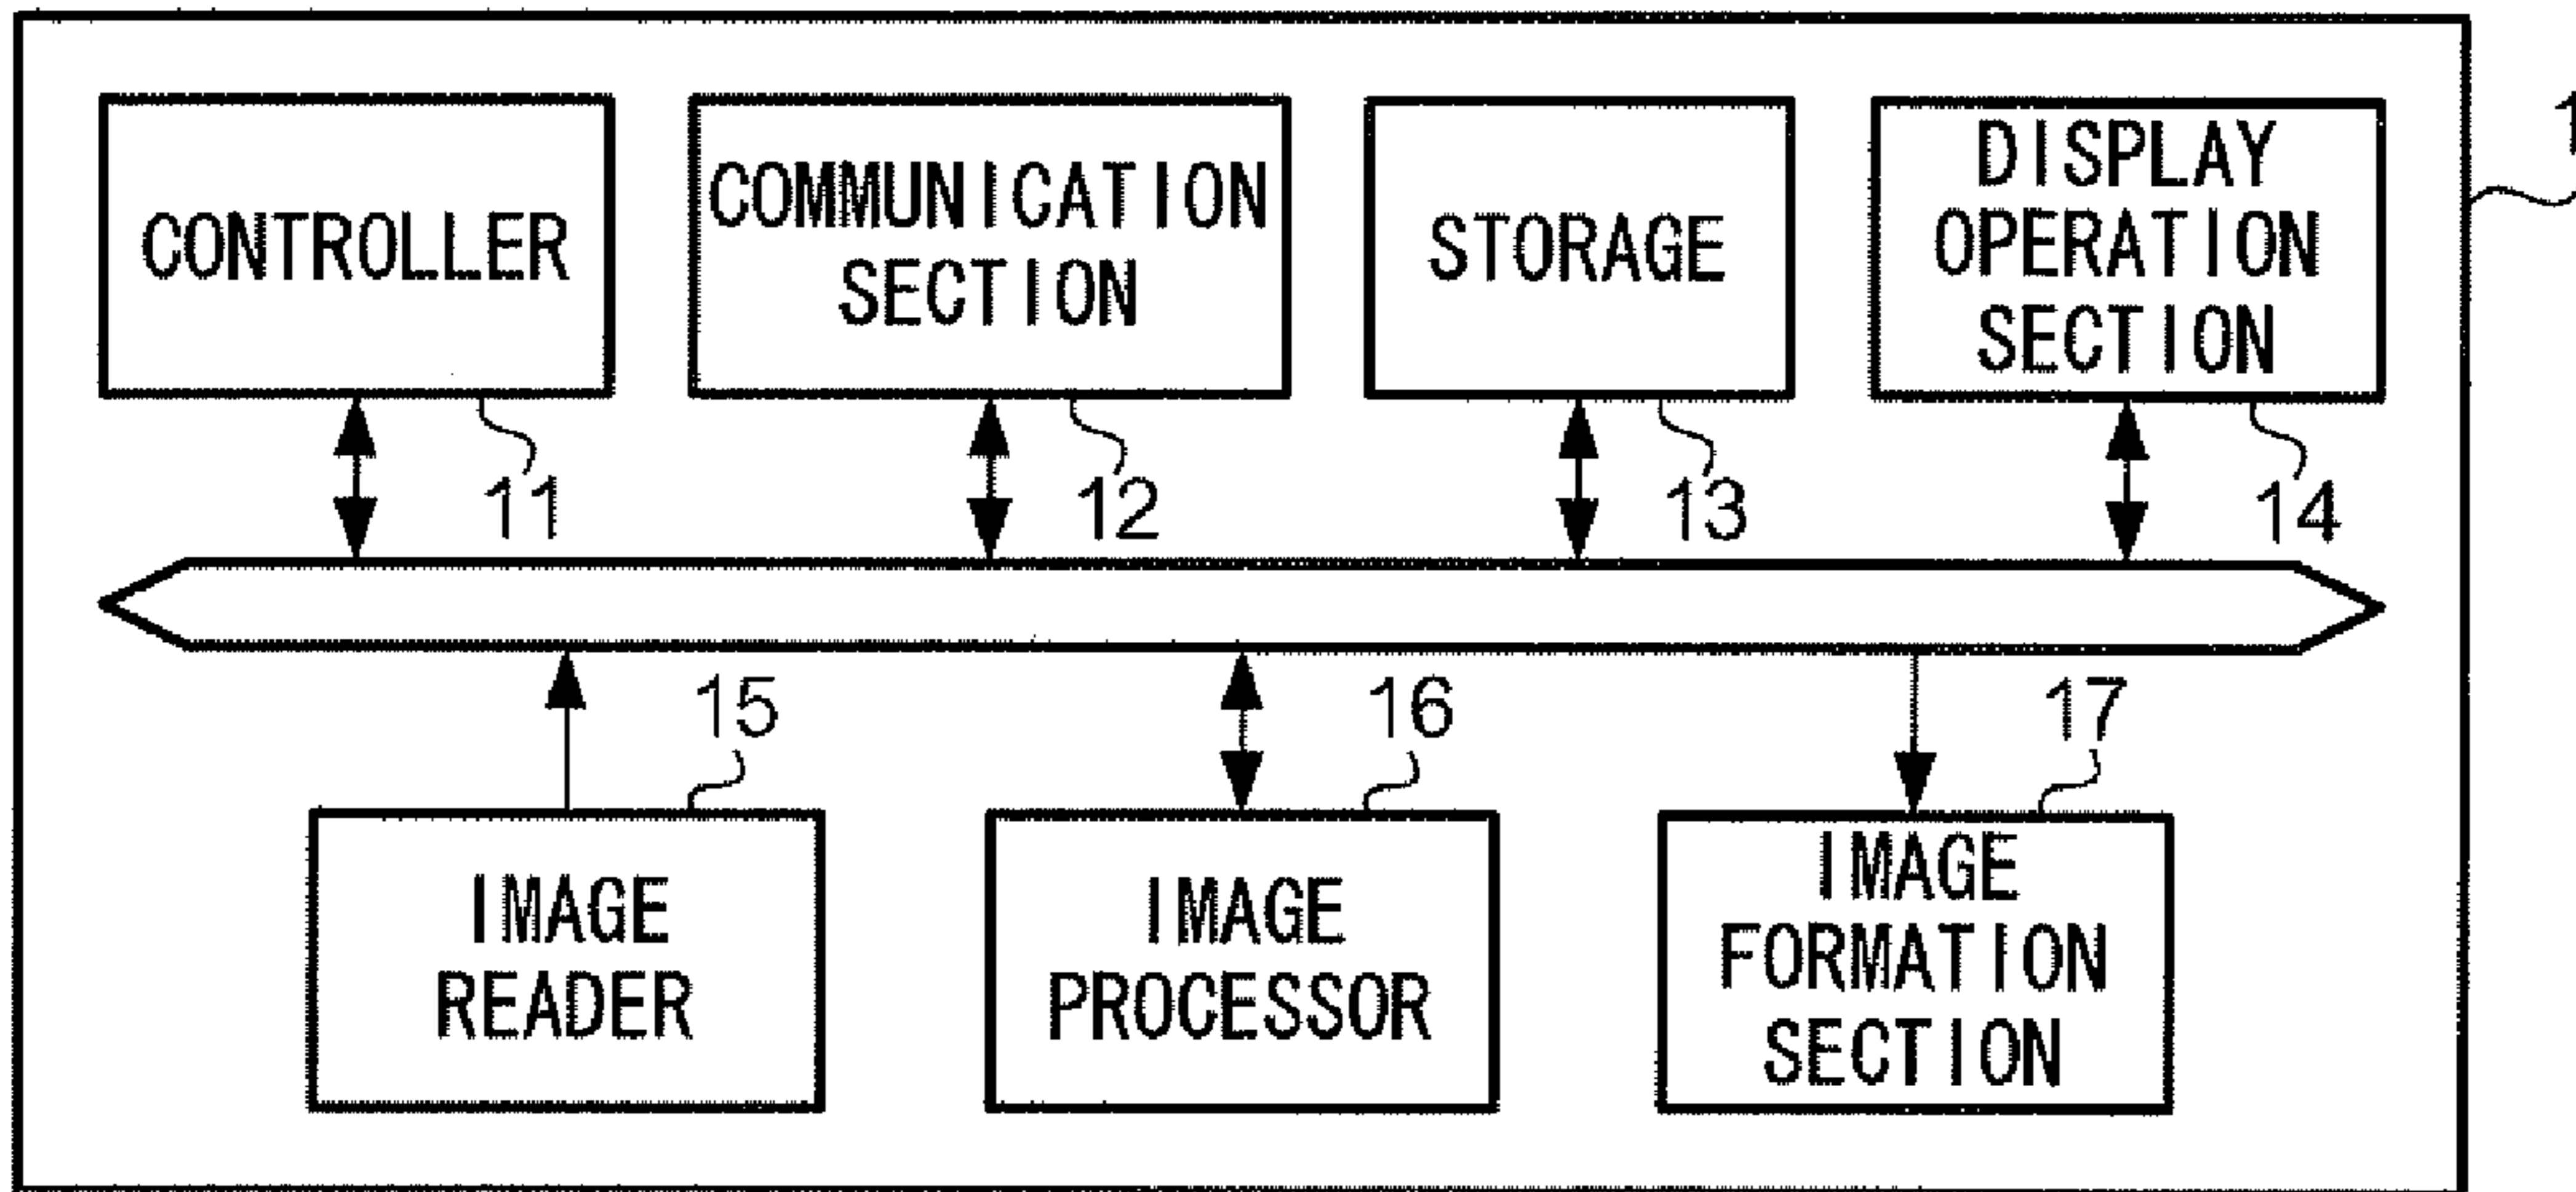 1
CONTROLLER
COMMUNICATION
SECTION
STORAGE
DISPLAY
OPERATION
SECTION
11
12
13
14
15
16
17
IMAGE
READER
IMAGE
PROCESSOR
IMAGE
FORMATION
SECTION